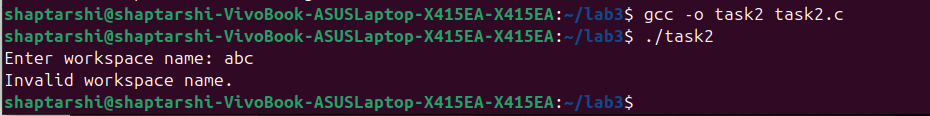 shaptarshi@shaptarshi-VivoBook-ASUSLaptop-X415EA-X415EA:~/lab3$ gcc -o task2 task2.c
shaptarshi@shaptarshi-VivoBook-ASUSLaptop-X415EA-X415EA:~/lab3$ ./task2
Enter workspace name: abc
Invalid workspace name.
shaptarshi@shaptarshi-VivoBook-ASUSLaptop-X415EA-X415EA:~/lab3$